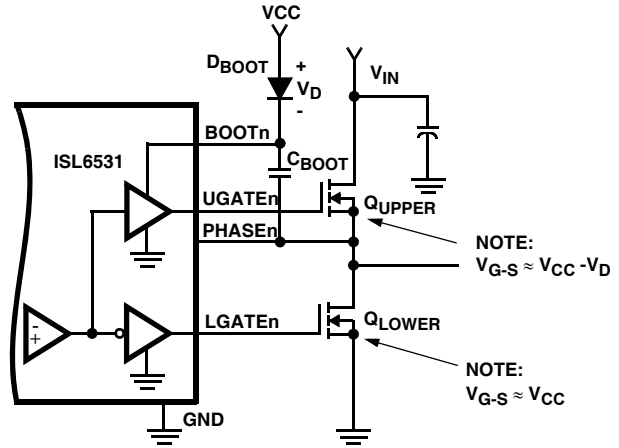 VCC
DBOOT
+
VD
-
VIN
BOOTn
ISL6531
CBOOT
UGATEn
QUPPER
PHASEn
NOTE:
VG-S ≈ VCC -VD
-
+
LGATEn
QLOWER
NOTE:
VG-S ≈ VCC
GND